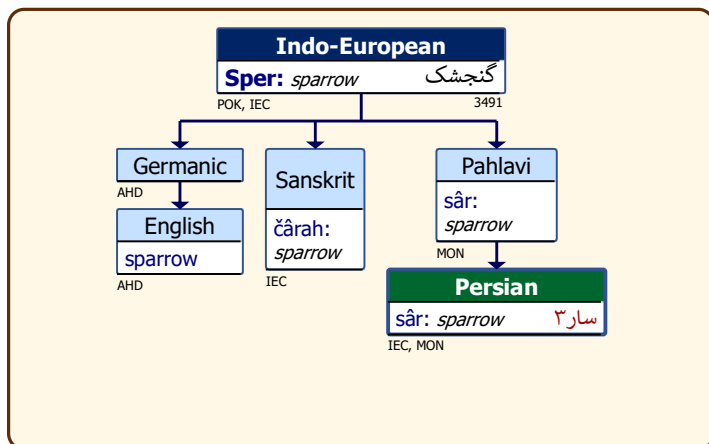 Indo-European
Sper: sparrow گنجشک
POK, IEC 3491
Germanic
AHD
English
sparrow
AHD
Sanskrit
čârah:
sparrow
IEC
Pahlavi
sâr:
sparrow
MON
Persian
sâr: sparrow سار۳
IEC, MON